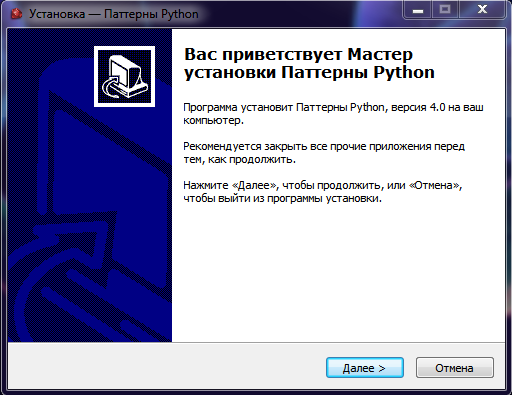 Установка — Паттерны Python
Вас приветствует Мастер
установки Паттерны Python
Программа установит Паттерны Python, версия 4.0 на ваш
компьютер.
Рекомендуется закрыть все прочие приложения перед
тем, как продолжить.
Нажмите «Далее», чтобы продолжить, или «Отмена»,
чтобы выйти из программы установки.
Далее >
Отмена